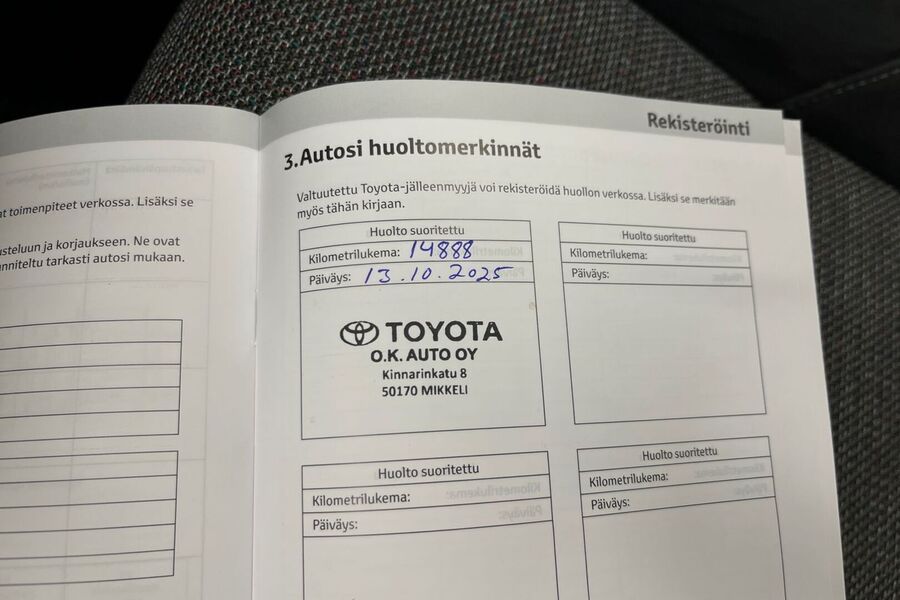 at toimenpiteet verkossa. Lisäksi se
usteluun ja korjaukseen. Ne ovat
nniteltu tarkasti autosi mukaan.
Rekisteröinti
3.Autosi huoltomerkinnät
Valtuutettu Toyota-jälleenmyyjä voi rekisteröidä huollon verkossa. Lisäksi se merkitään
myös tähän kirjaan.
Huolto suoritettu
Kilometrilukema: 14888
Päiväys: 13.10.2025
TOYOTA
O.K. AUTO OY
Kinnarinkatu 8
50170 MIKKELI
Huolto suoritettu
Kilometrilukema:
Päiväys:
Huolto suoritettu
Kilometrilukema:
Päiväys:
Huolto suoritettu
Kilometrilukema:
Päiväys: